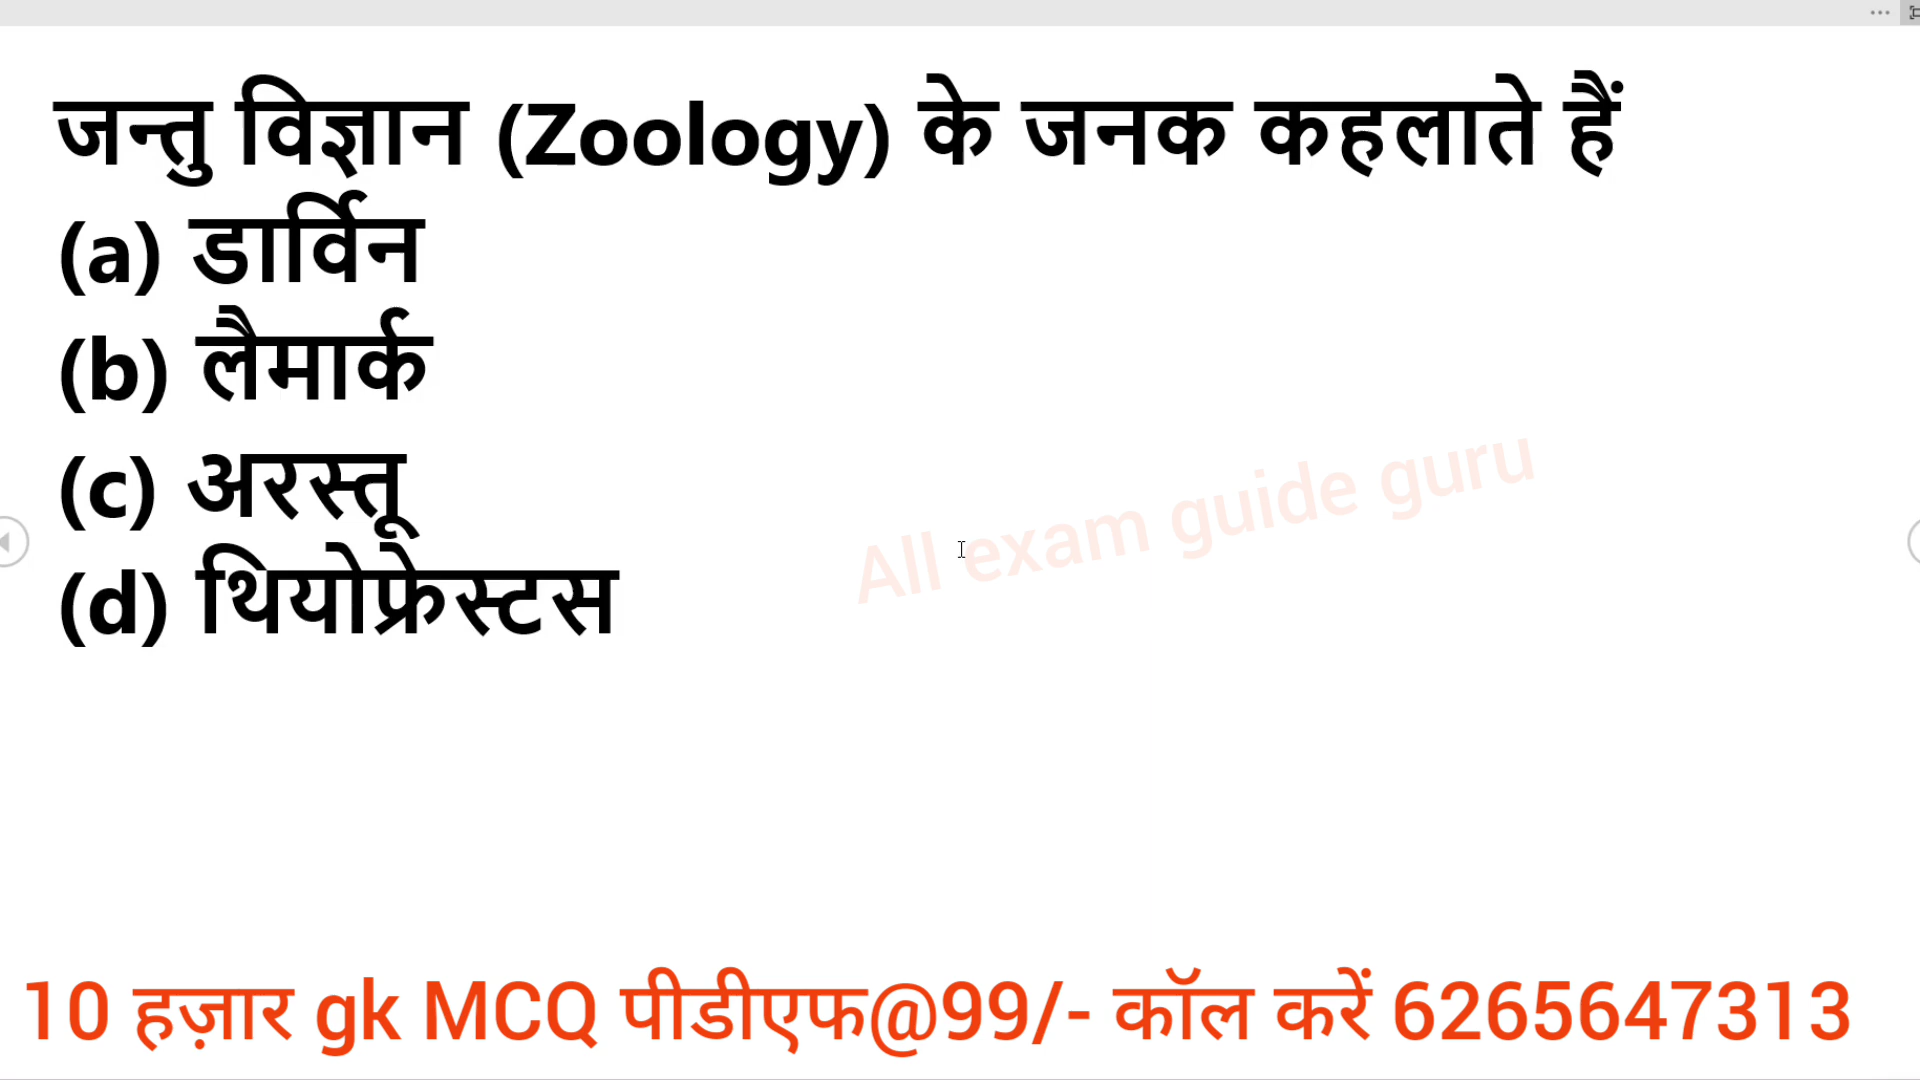 जन्तु विज्ञान (Zoology) के जनक कहलाते हैं
(a) डार्विन
(b) लैमार्क
(c) अरस्तू
(d) थियोफ्रेस्टस
All exam guide guru
10 हज़ार gk MCQ पीडीएफ@99/- कॉल करें 6265647313